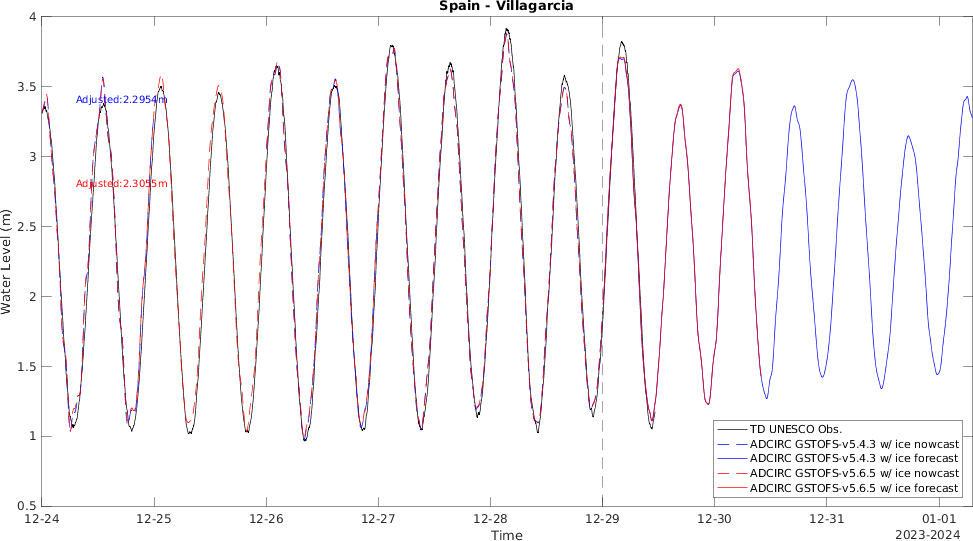 Spain - Villagarcia
4
3.5
3
2.5
2
1.5
1
0.5
Water Level (m)
Adjusted:2.2954m
Adjusted:2.3055m
TD UNESCO Obs.
ADCIRC GSTOFS-v5.4.3 w/ ice nowcast
ADCIRC GSTOFS-v5.4.3 w/ ice forecast
ADCIRC GSTOFS-v5.6.5 w/ ice nowcast
ADCIRC GSTOFS-v5.6.5 w/ ice forecast
12-24 12-25 12-26 12-27 12-28 12-29 12-30 12-31 01-01
Time
2023-2024